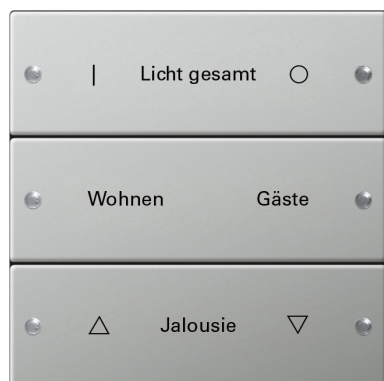 | Licht gesamt ○
Wohnen Gäste
△ Jalousie ▽